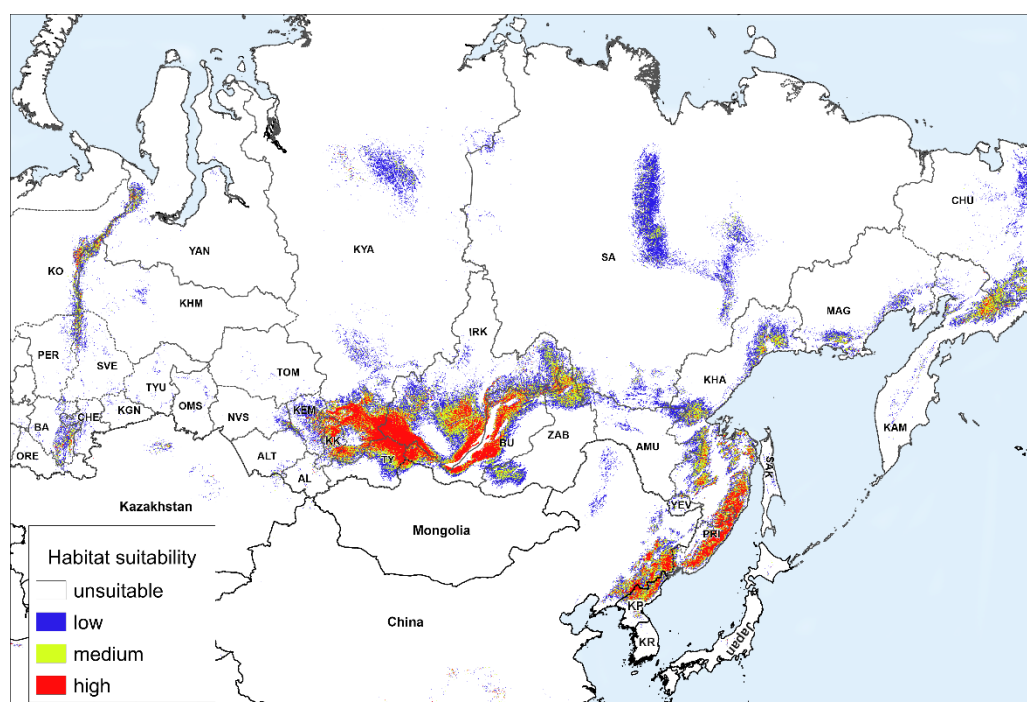 CHU
YAN
KYA
KO
SA
KHM
MAG
IRK
PER
SVE
TOM
TYU
KHA
CHE
KGN
OMS
NVS
KEM
BA
KK
BU
ZAB
AMU
KAM
ORE
ALT
TY
SAK
AL
Kazakhstan
YEV
Mongolia
PRI
Habitat suitability
unsuitable
low
medium
high
China
KP
KR
Japan